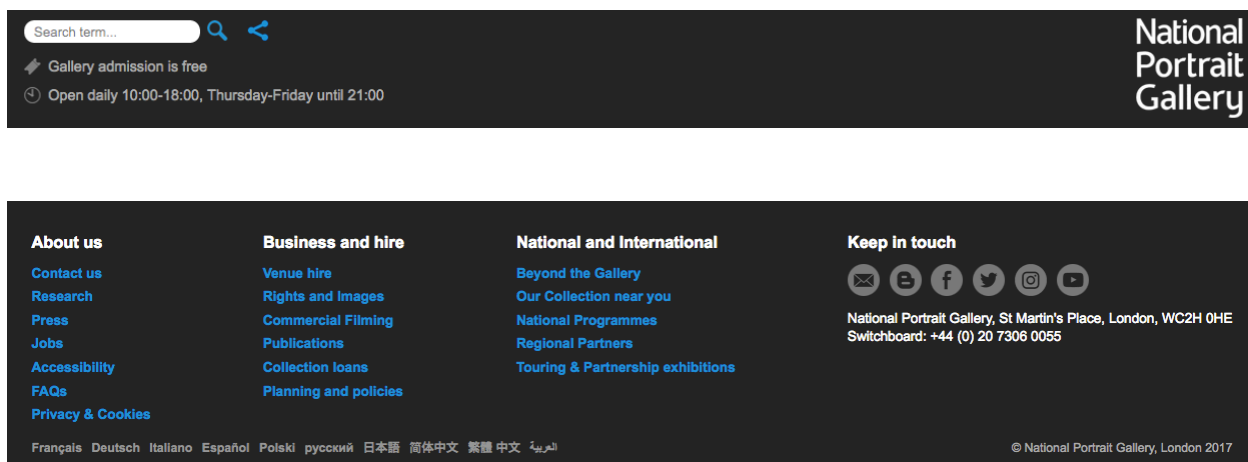 Search term...
Gallery admission is free
Open daily 10:00-18:00, Thursday-Friday until 21:00
National
Portrait
Gallery
About us
Contact us
Research
Press
Jobs
Accessibility
FAQs
Privacy & Cookies
Business and hire
Venue hire
Rights and Images
Commercial Filming
Publications
Collection loans
Planning and policies
National and International
Beyond the Gallery
Our Collection near you
National Programmes
Regional Partners
Touring & Partnership exhibitions
Keep in touch
National Portrait Gallery, St Martin's Place, London, WC2H 0HE
Switchboard: +44 (0) 20 7306 0055
Français Deutsch Italiano Español Polski русский 日本語 简体中文 繁體 中文 العربية
© National Portrait Gallery, London 2017